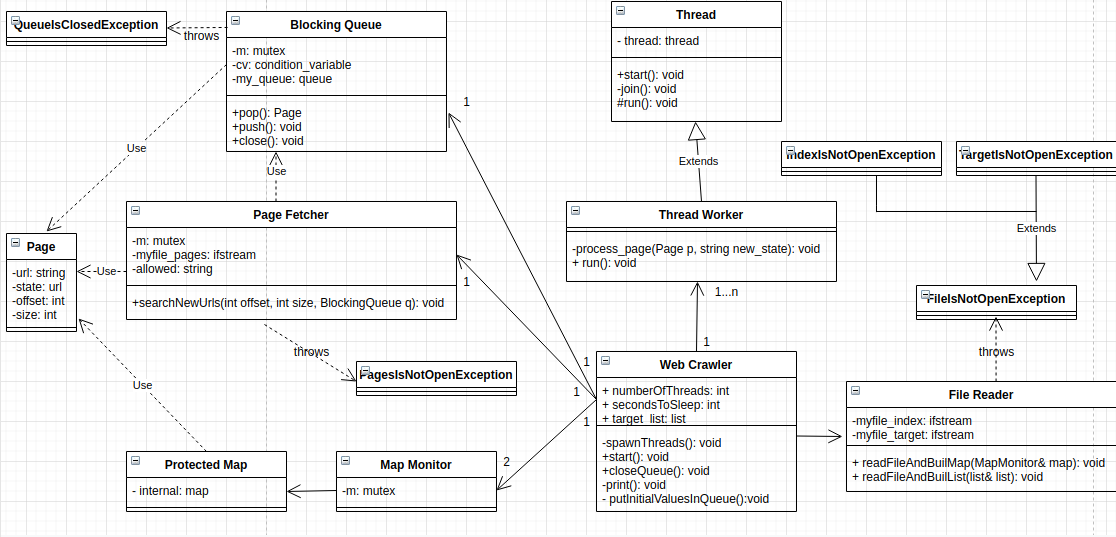 QueueIsClosedException
throws
Blocking Queue
-m: mutex
-cv: condition_variable
-my_queue: queue
+pop(): Page
+push(): void
+close(): void
Thread
- thread: thread
+start(): void
-join(): void
#run(): void
1
Use
Use
Extends
IndexIsNotOpenException
TargetIsNotOpenException
Extends
Page Fetcher
-m: mutex
-myfile_pages: ifstream
-allowed: string
+searchNewUrls(int offset, int size, BlockingQueue q): void
Thread Worker
-process_page(Page p, string new_state): void
+ run(): void
Page
-url: string
-state: url
-offset: int
-size: int
Use
1
1...n
1
FileIsNotOpenException
throws
throws
PagesIsNotOpenException
1
1
1
2
Use
Web Crawler
+ numberOfThreads: int
+ secondsToSleep: int
+ target_list: list
-spawnThreads(): void
+start(): void
+closeQueue(): void
-print(): void
- putInitialValuesInQueue():void
File Reader
-myfile_index: ifstream
-myfile_target: ifstream
+ readFileAndBuilMap(MapMonitor& map): void
+ readFileAndBuilList(list& list): void
Protected Map
- internal: map
Map Monitor
-m: mutex